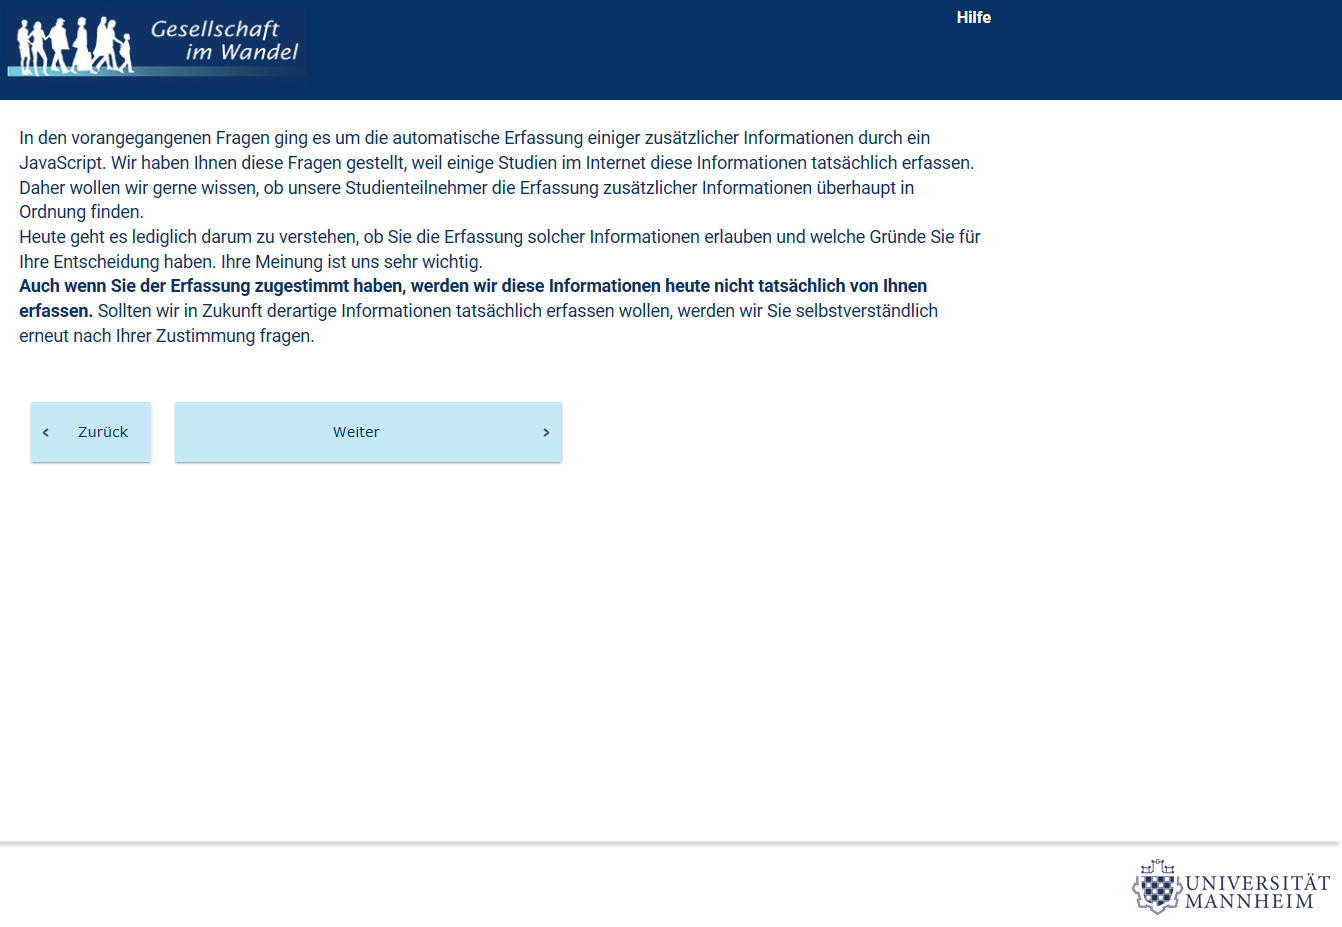 Gesellschaft
im Wandel
Hilfe
In den vorangegangenen Fragen ging es um die automatische Erfassung einiger zusätzlicher Informationen durch ein
JavaScript. Wir haben Ihnen diese Fragen gestellt, weil einige Studien im Internet diese Informationen tatsächlich erfassen.
Daher wollen wir gerne wissen, ob unsere Studienteilnehmer die Erfassung zusätzlicher Informationen überhaupt in
Ordnung finden.
Heute geht es lediglich darum zu verstehen, ob Sie die Erfassung solcher Informationen erlauben und welche Gründe Sie für
Ihre Entscheidung haben. Ihre Meinung ist uns sehr wichtig.
Auch wenn Sie der Erfassung zugestimmt haben, werden wir diese Informationen heute nicht tatsächlich von Ihnen
erfassen. Sollten wir in Zukunft derartige Informationen tatsächlich erfassen wollen, werden wir Sie selbstverständlich
erneut nach Ihrer Zustimmung fragen.
Zurück
Weiter
UNIVERSITÄT
MANNHEIM